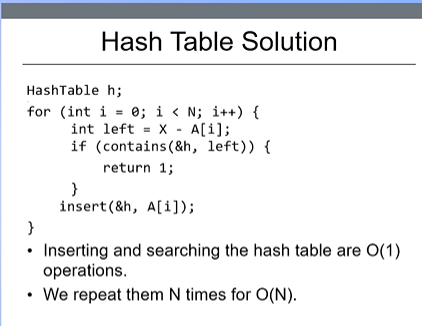 Hash Table Solution
HashTable h;
for (int i = 0; i < N; i++) {
int left = X - A[i];
if (contains(&h, left)) {
return 1;
}
insert(&h, A[i]);
}
• Inserting and searching the hash table are O(1)
operations.
• We repeat them N times for O(N).